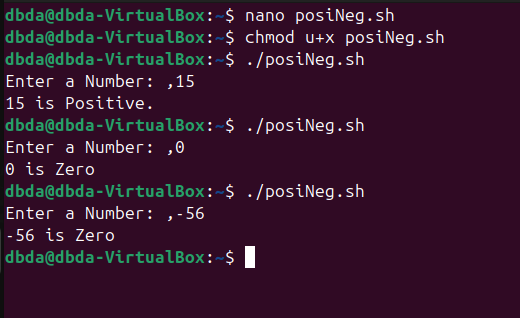 dbda@dbda-VirtualBox:~$ nano posiNeg.sh
dbda@dbda-VirtualBox:~$ chmod u+x posiNeg.sh
dbda@dbda-VirtualBox:~$ ./posiNeg.sh
Enter a Number: ,15
15 is Positive.
dbda@dbda-VirtualBox:~$ ./posiNeg.sh
Enter a Number: ,0
0 is Zero
dbda@dbda-VirtualBox:~$ ./posiNeg.sh
Enter a Number: ,-56
-56 is Zero
dbda@dbda-VirtualBox:~$